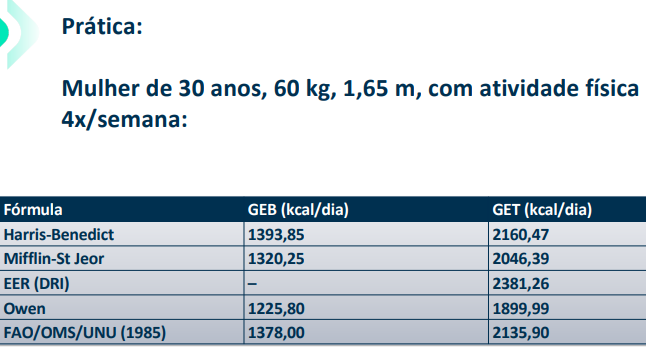 Prática:
Mulher de 30 anos, 60 kg, 1,65 m, com atividade física
4x/semana:
Fórmula GEB (kcal/dia) GET (kcal/dia)
Harris-Benedict 1393,85 2160,47
Mifflin-St Jeor 1320,25 2046,39
EER (DRI) – 2381,26
Owen 1225,80 1899,99
FAO/OMS/UNU (1985) 1378,00 2135,90